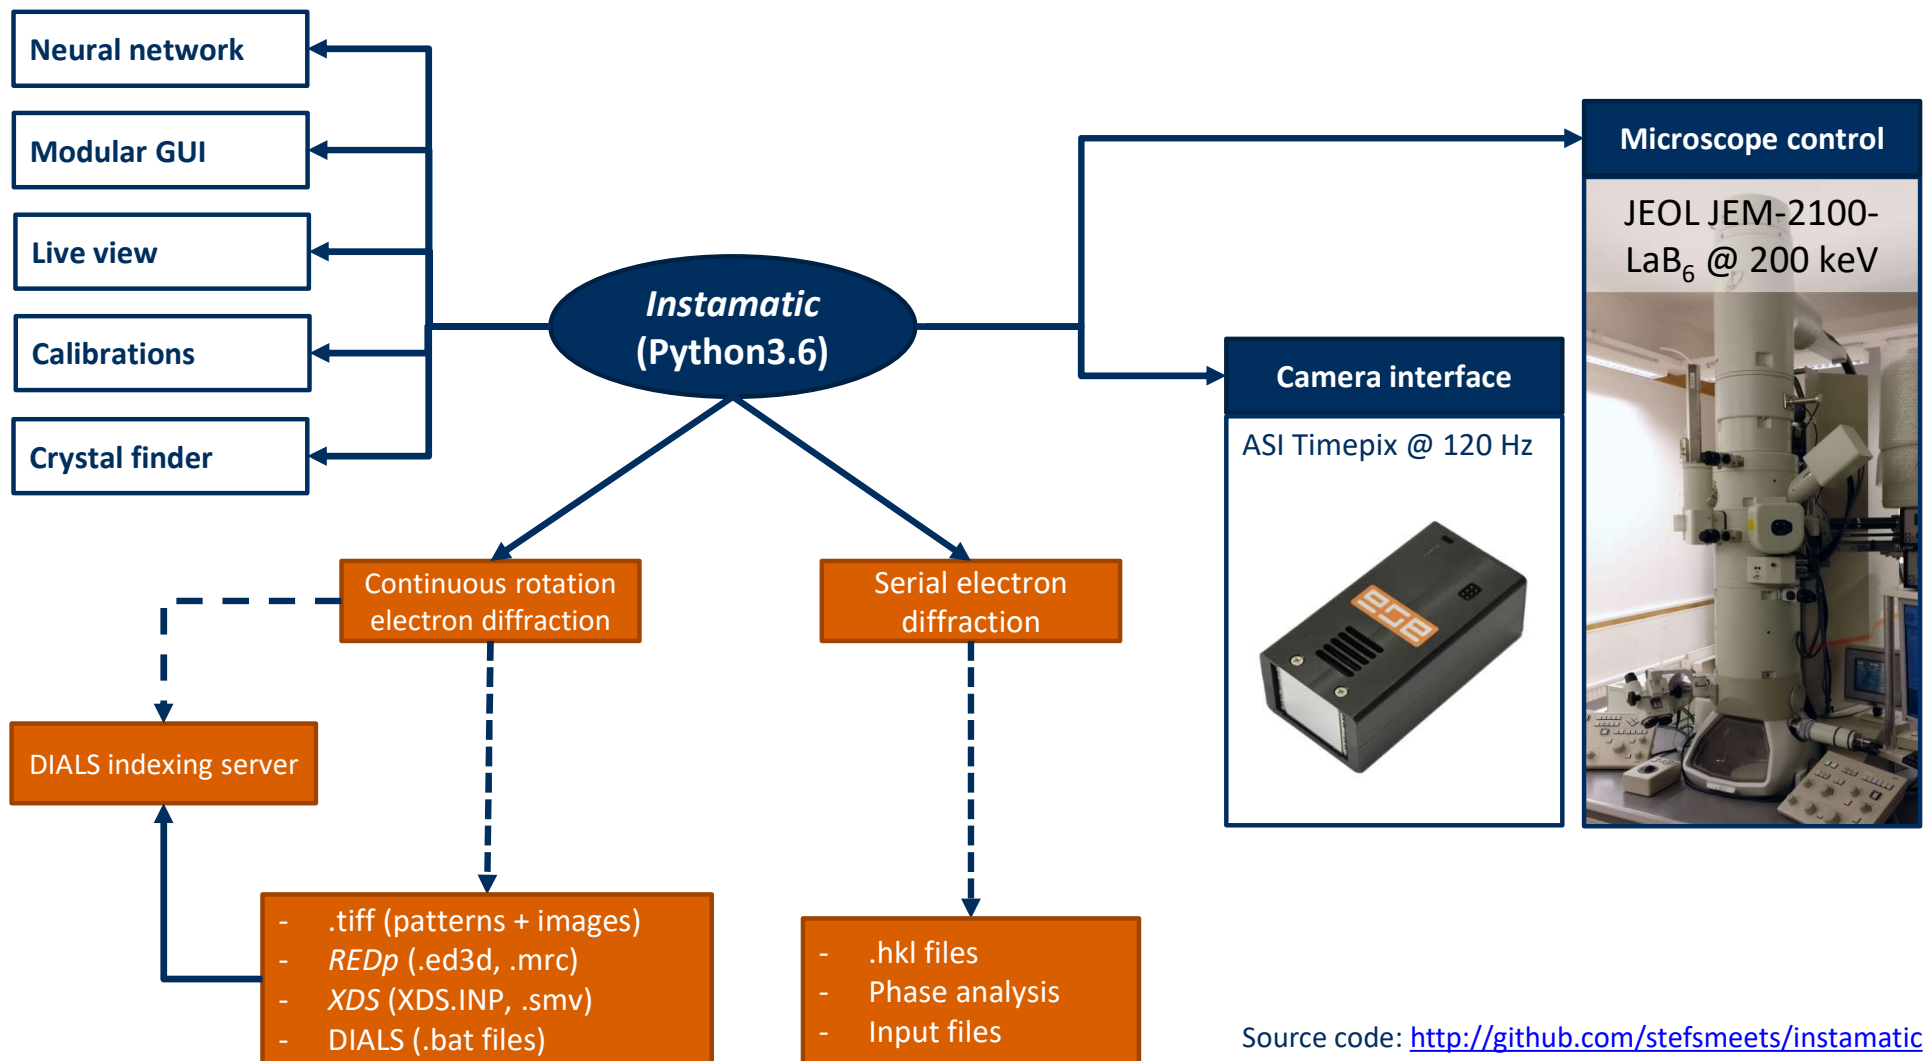 Neural network
Modular GUI
Live view
Calibrations
Crystal finder
Instamatic
(Python3.6)
Microscope control
JEOL JEM-2100-
LaB6 @ 200 keV
Camera interface
ASI Timepix @ 120 Hz
Continuous rotation
electron diffraction
Serial electron
diffraction
DIALS indexing server
- .tiff (patterns + images)
- REDp (.ed3d, .mrc)
- XDS (XDS.INP, .smv)
- DIALS (.bat files)
- .hkl files
- Phase analysis
- Input files
Source code: http://github.com/stefsmeets/instamatic